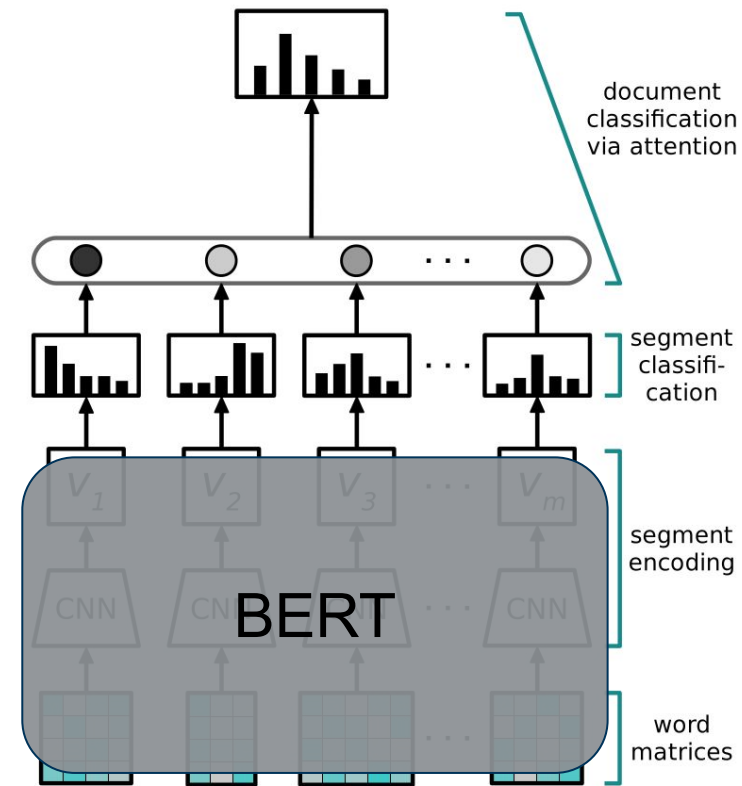 document
classification
via attention
. . .
segment
classifi-
cation
. . .
v1 v2 v3 . . . vm
segment
encoding
CNN CNN CNN . . . CNN
BERT
. . .
word
matrices